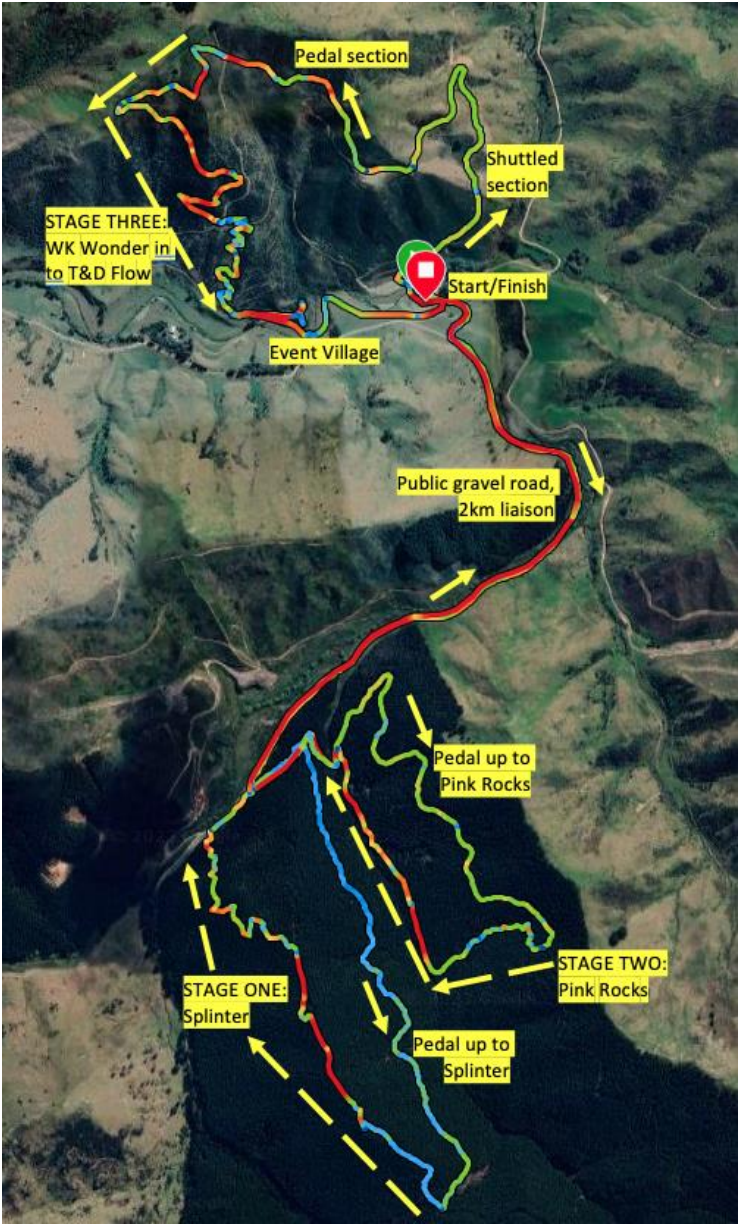 Pedal section
Shuttled
section
STAGE THREE:
WK Wonder in
to T&D Flow
Start/Finish
Event Village
Public gravel road,
2km liaison
Pedal up to
Pink Rocks
STAGE TWO:
Pink Rocks
STAGE ONE:
Splinter
Pedal up to
Splinter